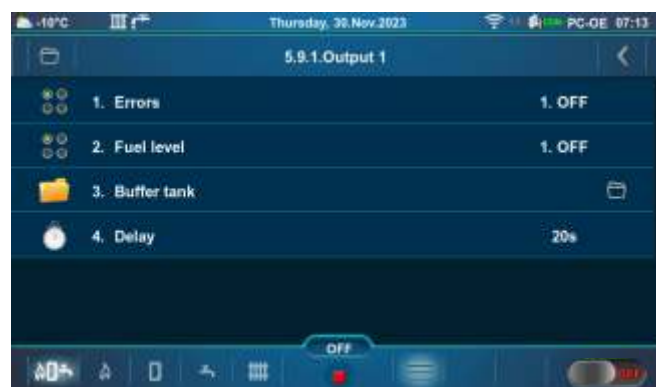 -10°C Thursday, 30.Nov.2023 PC-OE 07:13
5.9.1.Output 1
1. Errors 1. OFF
2. Fuel level 1. OFF
3. Buffer tank
4. Delay 20s
OFF
OFF